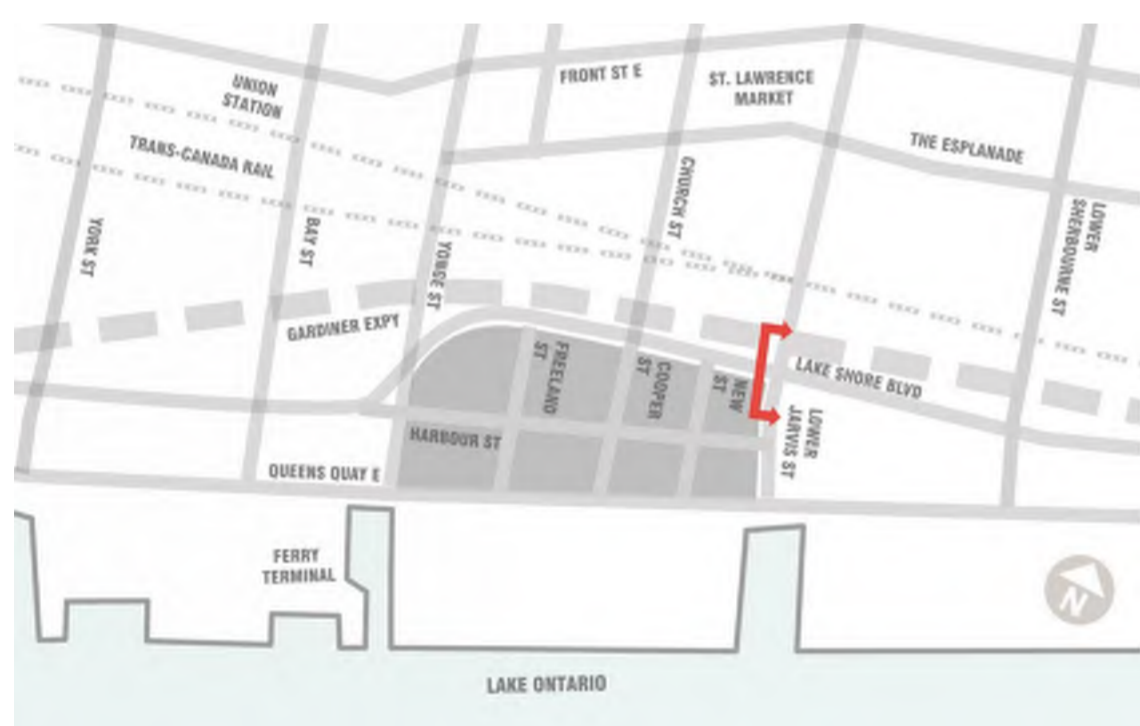 FRONT ST E
UNION
STATION
ST. LAWRENCE
MARKET
TRANS-CANADA RAIL
THE ESPLANADE
CHURCH ST
YORK ST
BAY ST
YONGE ST
LOWER
SHERBOURNE ST
GARDINER EXPY
FREELAND
ST
COOPER
ST
NEW
ST
LAKE SHORE BLVD
LOWER
JARVIS ST
HARBOUR ST
QUEENS QUAY E
FERRY
TERMINAL
N
LAKE ONTARIO